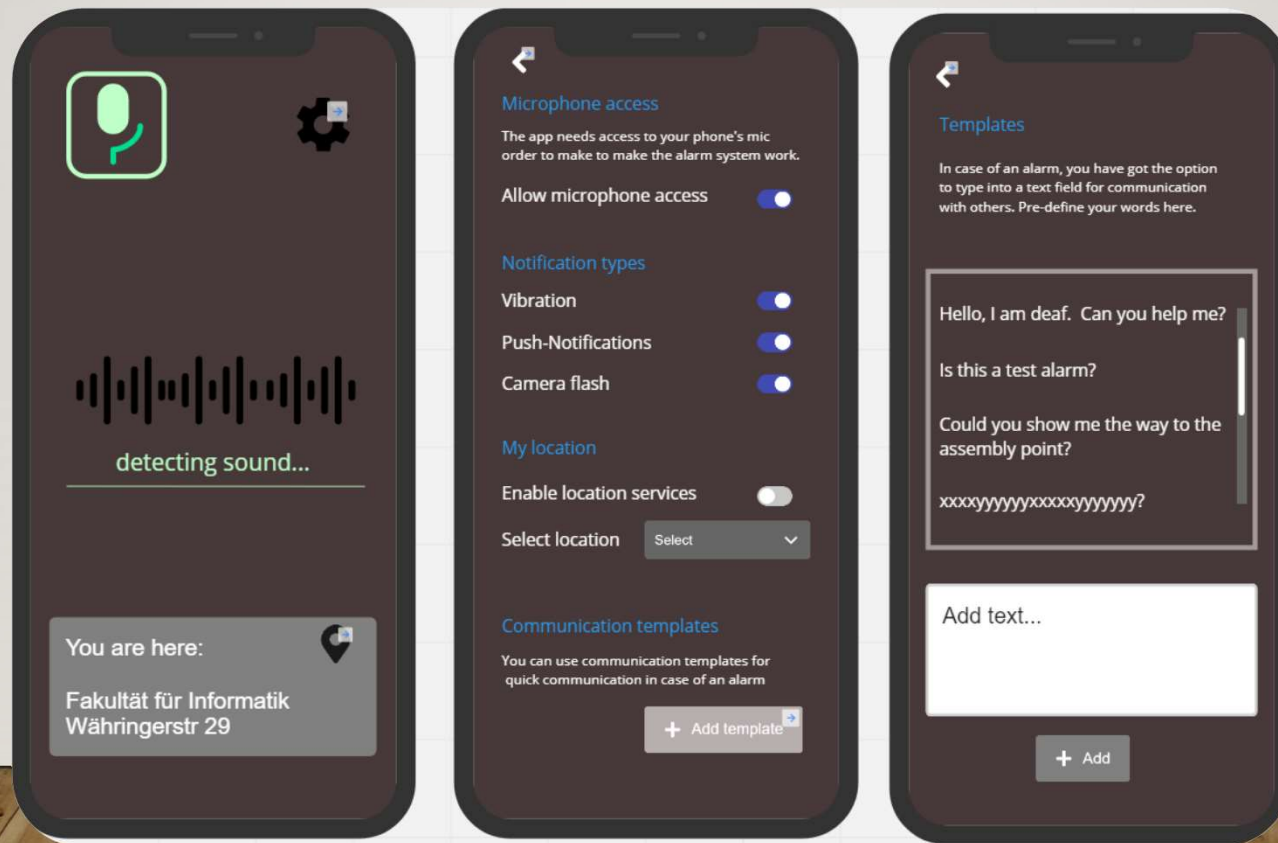 detecting sound...
You are here:
Fakultät für Informatik
Währingerstr 29
Microphone access
The app needs access to your phone's mic
order to make to make the alarm system work.
Allow microphone access
Notification types
Vibration
Push-Notifications
Camera flash
My location
Enable location services
Select location Select
Communication templates
You can use communication templates for
quick communication in case of an alarm
+ Add template
Templates
In case of an alarm, you have got the option
to type into a text field for communication
with others. Pre-define your words here.
Hello, I am deaf. Can you help me?
Is this a test alarm?
Could you show me the way to the
assembly point?
xxxxyyyyyyxxxxxyyyyyyy?
Add text...
+ Add